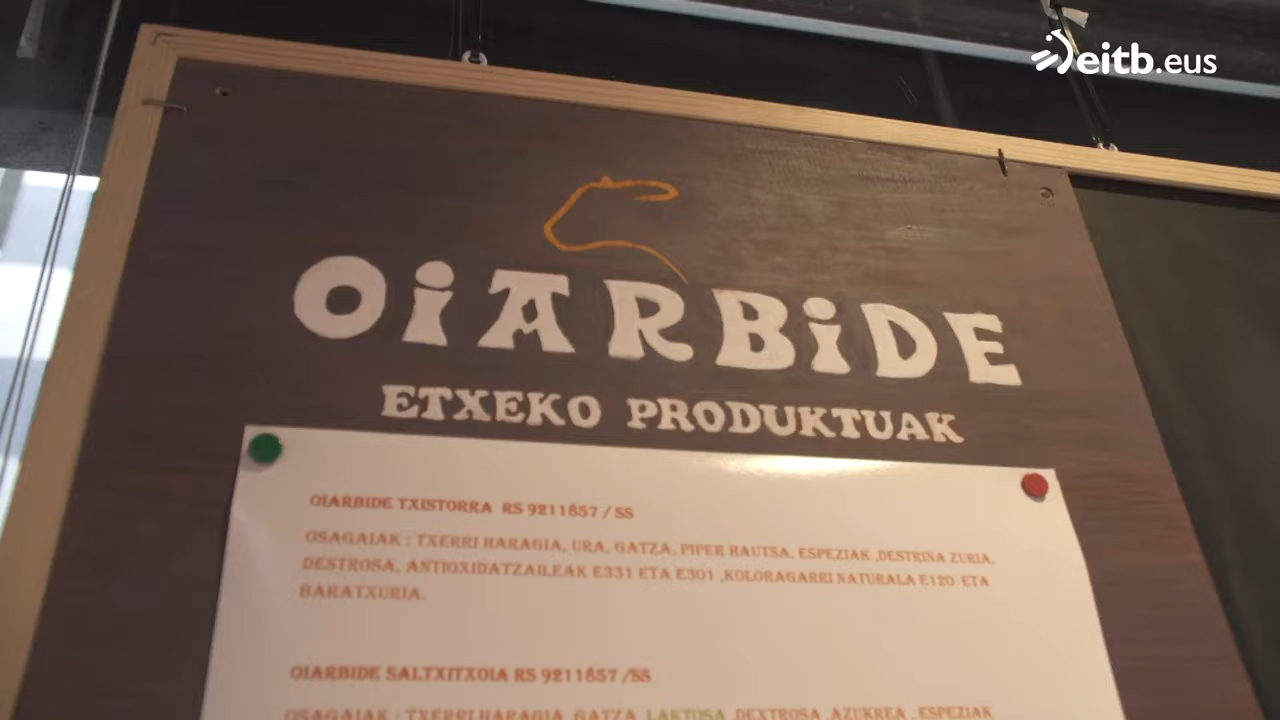 eitb.eus
OiARBiDE
ETXEKO PRODUKTUAK
OIARBIDE TXISTORRA RS 9211857 / SS
OSAGAIAK : TXERRI HARAGIA, URA, GATZA, PIPER HAUTSA, ESPEZIAK ,DESTRINA ZURIA,
DESTROSA, ANTIOXIDATZAILEAK E331 ETA E301 ,KOLORAGARRI NATURALA E120 ETA
BARATXURIA.
OIARBIDE SALTXITXOIA RS 9211857 /SS
OSAGAIAK : TXERRI HARAGIA ,GATZA, LAKTOSA, DEXTROSA ,AZUKREA , ESPEZIAK